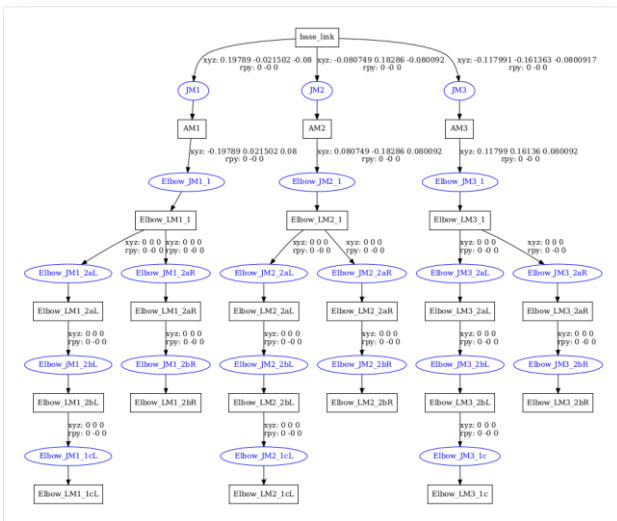 base_link
xyz: 0.19789 -0.021502 -0.08
rpy: 0 -0 0
xyz: -0.080749 0.18286 -0.080092
rpy: 0 -0 0
xyz: -0.117991 -0.161363 -0.0800917
rpy: 0 -0 0
JM1
JM2
JM3
AM1
AM2
AM3
xyz: -0.19789 0.021502 0.08
rpy: 0 -0 0
xyz: 0.080749 -0.18286 0.080092
rpy: 0 -0 0
xyz: 0.11799 0.16136 0.080092
rpy: 0 -0 0
Elbow_JM1_1
Elbow_JM2_1
Elbow_JM3_1
Elbow_LM1_1
Elbow_LM2_1
Elbow_LM3_1
xyz: 0 0 0
rpy: 0 -0 0
xyz: 0 0 0
rpy: 0 -0 0
xyz: 0 0 0
rpy: 0 -0 0
xyz: 0 0 0
rpy: 0 -0 0
xyz: 0 0 0
rpy: 0 -0 0
xyz: 0 0 0
rpy: 0 -0 0
Elbow_JM1_2aL
Elbow_JM1_2aR
Elbow_JM2_2aL
Elbow_JM2_2aR
Elbow_JM3_2aL
Elbow_JM3_2aR
Elbow_LM1_2aL
Elbow_LM1_2aR
Elbow_LM2_2aL
Elbow_LM2_2aR
Elbow_LM3_2aL
Elbow_LM3_2aR
xyz: 0 0 0
rpy: 0 -0 0
xyz: 0 0 0
rpy: 0 -0 0
xyz: 0 0 0
rpy: 0 -0 0
xyz: 0 0 0
rpy: 0 -0 0
xyz: 0 0 0
rpy: 0 -0 0
xyz: 0 0 0
rpy: 0 -0 0
Elbow_JM1_2bL
Elbow_JM1_2bR
Elbow_JM2_2bL
Elbow_JM2_2bR
Elbow_JM3_2bL
Elbow_JM3_2bR
Elbow_LM1_2bL
Elbow_LM1_2bR
Elbow_LM2_2bL
Elbow_LM2_2bR
Elbow_LM3_2bL
Elbow_LM3_2bR
xyz: 0 0 0
rpy: 0 -0 0
xyz: 0 0 0
rpy: 0 -0 0
xyz: 0 0 0
rpy: 0 -0 0
Elbow_JM1_1cL
Elbow_JM2_1cL
Elbow_JM3_1c
Elbow_LM1_1cL
Elbow_LM2_1cL
Elbow_LM3_1c